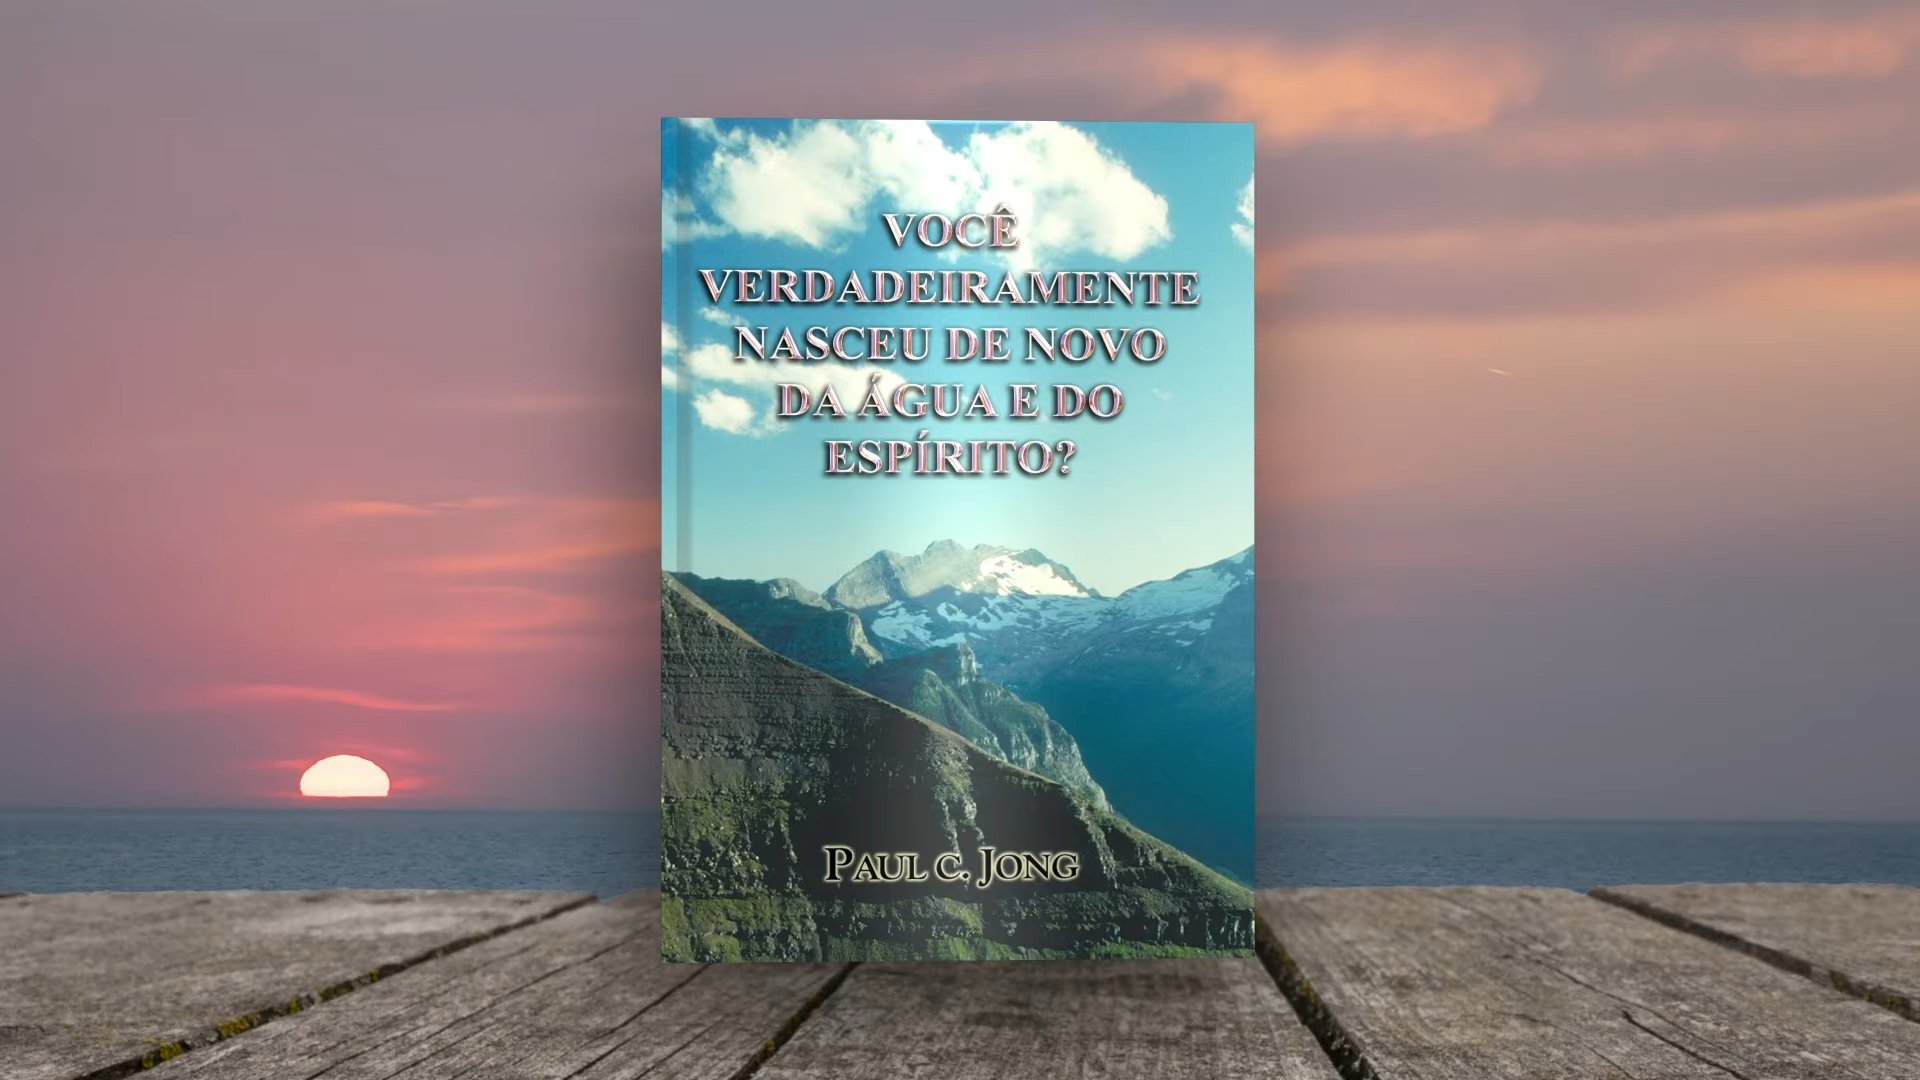 VOCÊ
VERDADEIRAMENTE
NASCEU DE NOVO
DA ÁGUA E DO
ESPÍRITO?
PAUL C. JONG